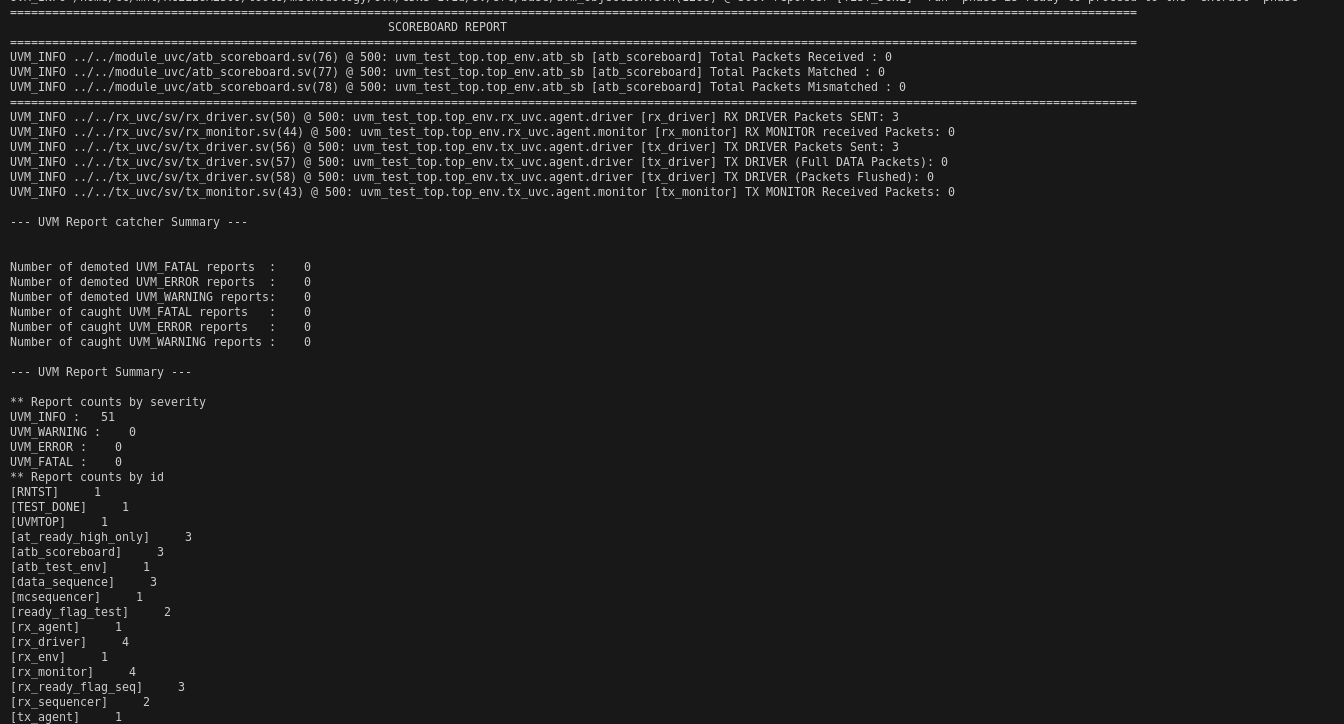 ====================================================================================================================================================================
SCOREBOARD REPORT
====================================================================================================================================================================
UVM_INFO ../../module_uvc/atb_scoreboard.sv(76) @ 500: uvm_test_top.top_env.atb_sb [atb_scoreboard] Total Packets Received : 0
UVM_INFO ../../module_uvc/atb_scoreboard.sv(77) @ 500: uvm_test_top.top_env.atb_sb [atb_scoreboard] Total Packets Matched : 0
UVM_INFO ../../module_uvc/atb_scoreboard.sv(78) @ 500: uvm_test_top.top_env.atb_sb [atb_scoreboard] Total Packets Mismatched : 0
====================================================================================================================================================================
UVM_INFO ../../rx_uvc/sv/rx_driver.sv(50) @ 500: uvm_test_top.top_env.rx_uvc.agent.driver [rx_driver] RX DRIVER Packets SENT: 3
UVM_INFO ../../rx_uvc/sv/rx_monitor.sv(44) @ 500: uvm_test_top.top_env.rx_uvc.agent.monitor [rx_monitor] RX MONITOR received Packets: 0
UVM_INFO ../../tx_uvc/sv/tx_driver.sv(56) @ 500: uvm_test_top.top_env.tx_uvc.agent.driver [tx_driver] TX DRIVER Packets Sent: 3
UVM_INFO ../../tx_uvc/sv/tx_driver.sv(57) @ 500: uvm_test_top.top_env.tx_uvc.agent.driver [tx_driver] TX DRIVER (Full DATA Packets): 0
UVM_INFO ../../tx_uvc/sv/tx_driver.sv(58) @ 500: uvm_test_top.top_env.tx_uvc.agent.driver [tx_driver] TX DRIVER (Packets Flushed): 0
UVM_INFO ../../tx_uvc/sv/tx_monitor.sv(43) @ 500: uvm_test_top.top_env.tx_uvc.agent.monitor [tx_monitor] TX MONITOR Received Packets: 0
--- UVM Report catcher Summary ---
Number of demoted UVM_FATAL reports  :    0
Number of demoted UVM_ERROR reports  :    0
Number of demoted UVM_WARNING reports:    0
Number of caught UVM_FATAL reports   :    0
Number of caught UVM_ERROR reports   :    0
Number of caught UVM_WARNING reports :    0
--- UVM Report Summary ---
** Report counts by severity
UVM_INFO :   51
UVM_WARNING :    0
UVM_ERROR :    0
UVM_FATAL :    0
** Report counts by id
[RNTST]     1
[TEST_DONE]     1
[UVMTOP]     1
[at_ready_high_only]     3
[atb_scoreboard]     3
[atb_test_env]     1
[data_sequence]     3
[mcsequencer]     1
[ready_flag_test]     2
[rx_agent]     1
[rx_driver]     4
[rx_env]     1
[rx_monitor]     4
[rx_ready_flag_seq]     3
[rx_sequencer]     2
[tx_agent]     1